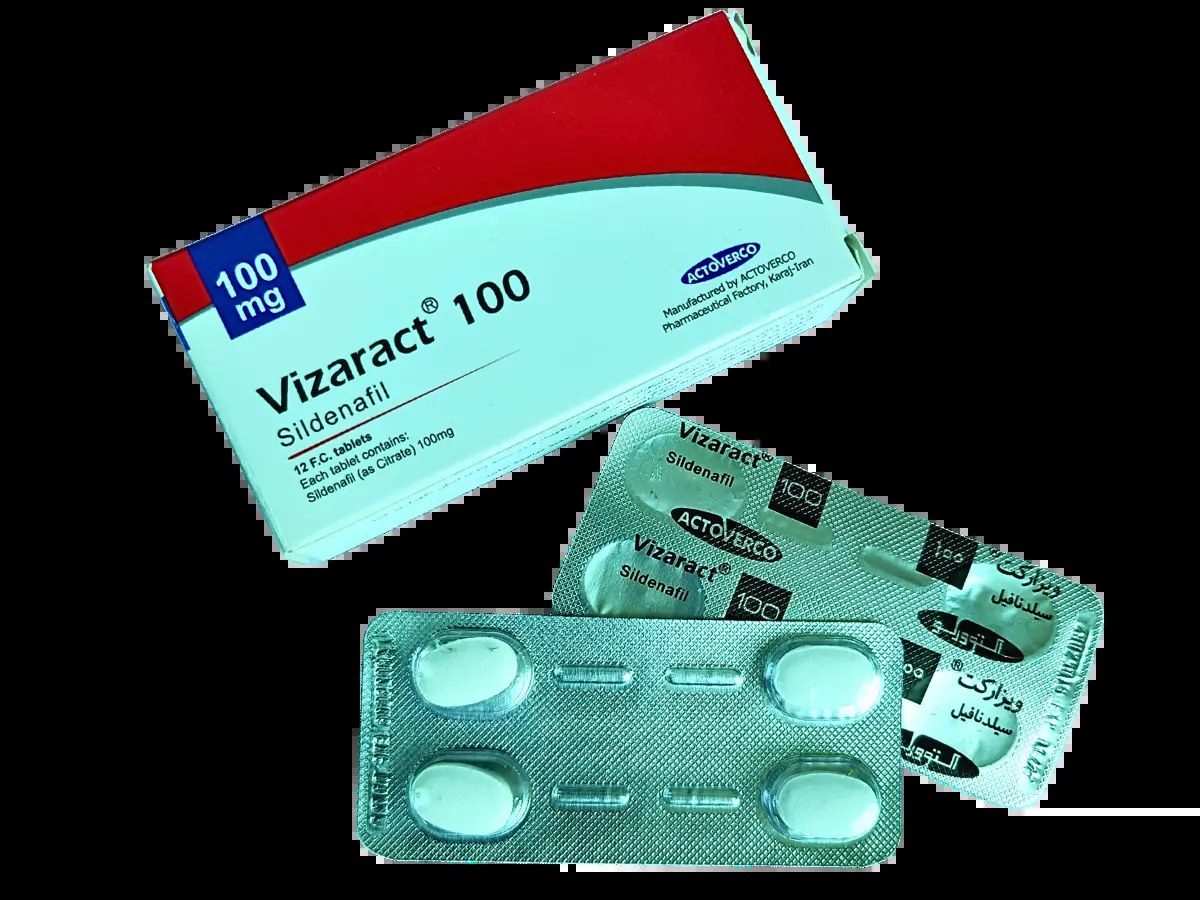 100
mg
Vizaract® 100
Sildenafil
12 F.C. tablets
Each tablet contains:
Sildenafil (as Citrate) 100mg
ACTOVERCO
Manufactured by ACTOVERCO
Pharmaceutical Factory, Karaj-Iran
Vizaract®
Sildenafil
100
ACTOVERCO
Vizaract®
Sildenafil
100
ویزارکت
سیلدنافیل
۱۰۰
ویزارکت®
سیلدنافیل